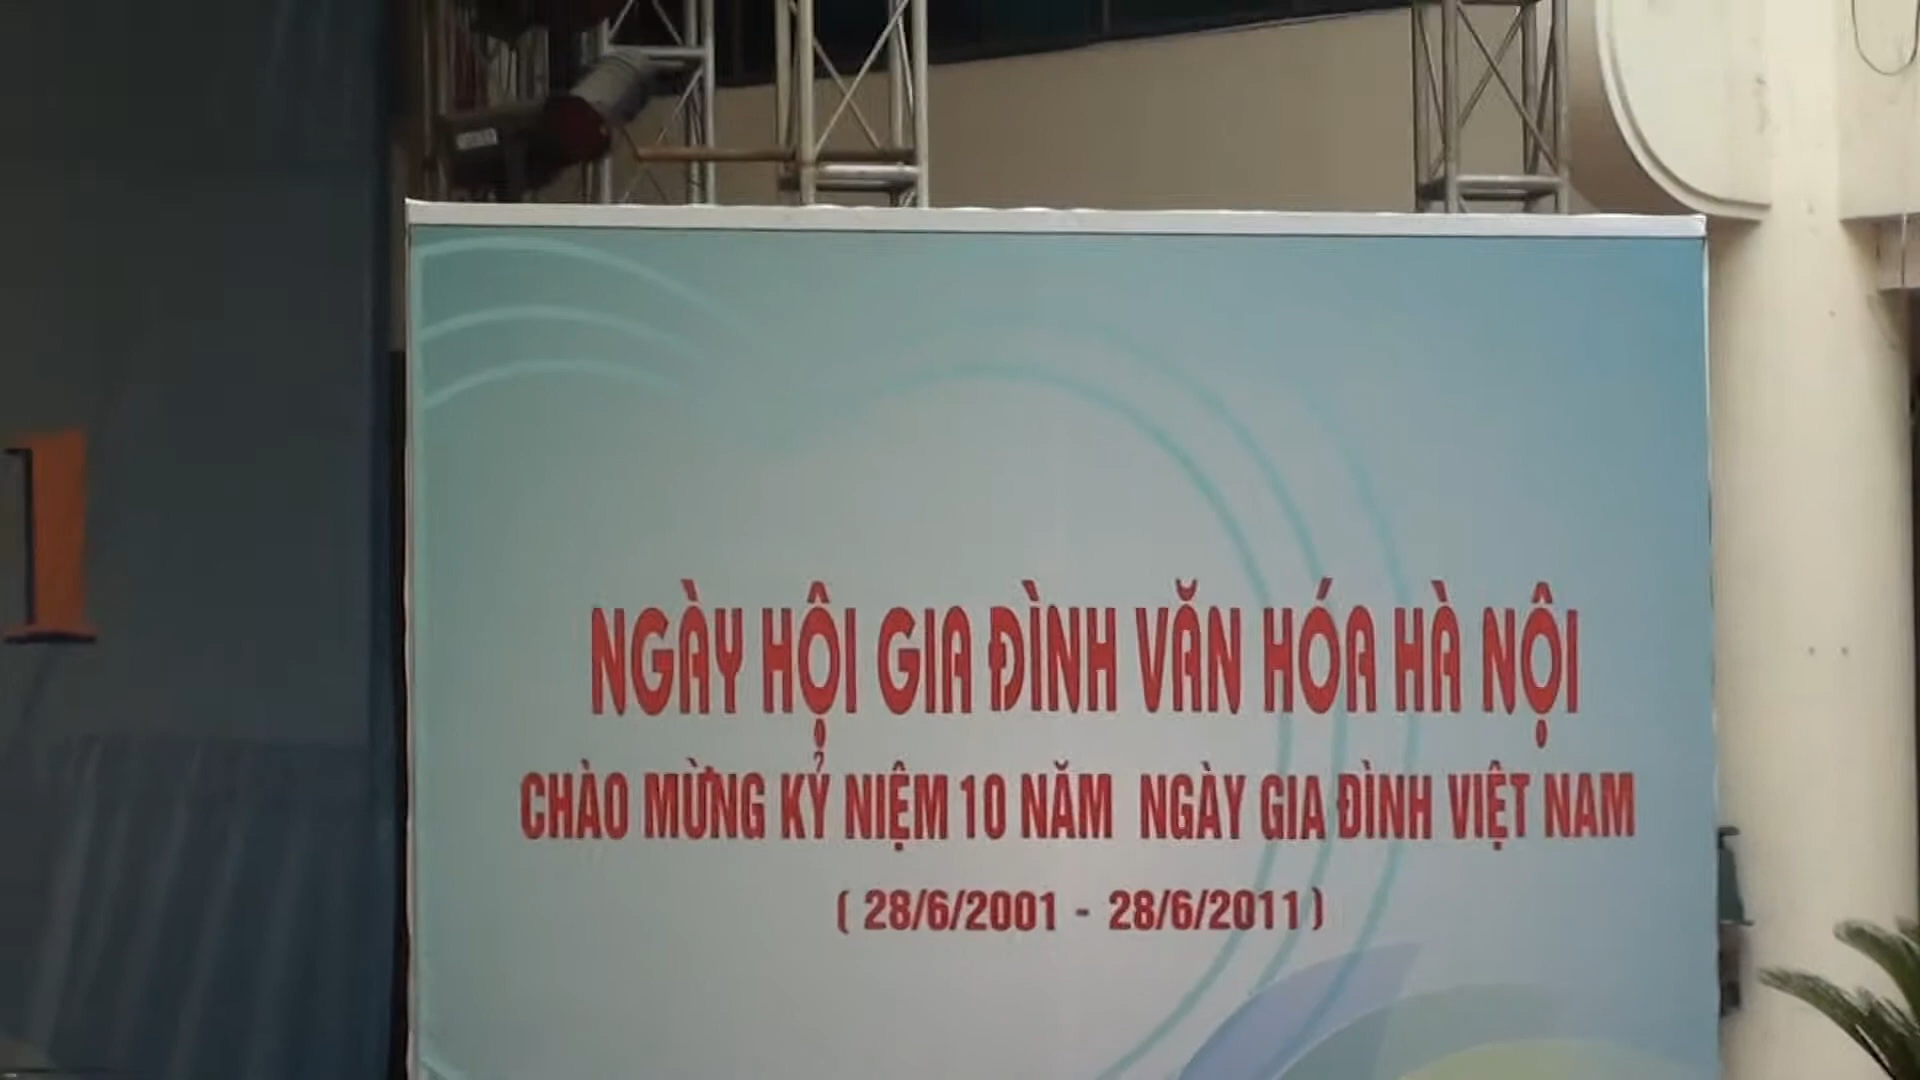 1
NGÀY HỘI GIA ĐÌNH VĂN HÓA HÀ NỘI
CHÀO MỪNG KỶ NIỆM 10 NĂM NGÀY GIA ĐÌNH VIỆT NAM
( 28/6/2001 - 28/6/2011 )